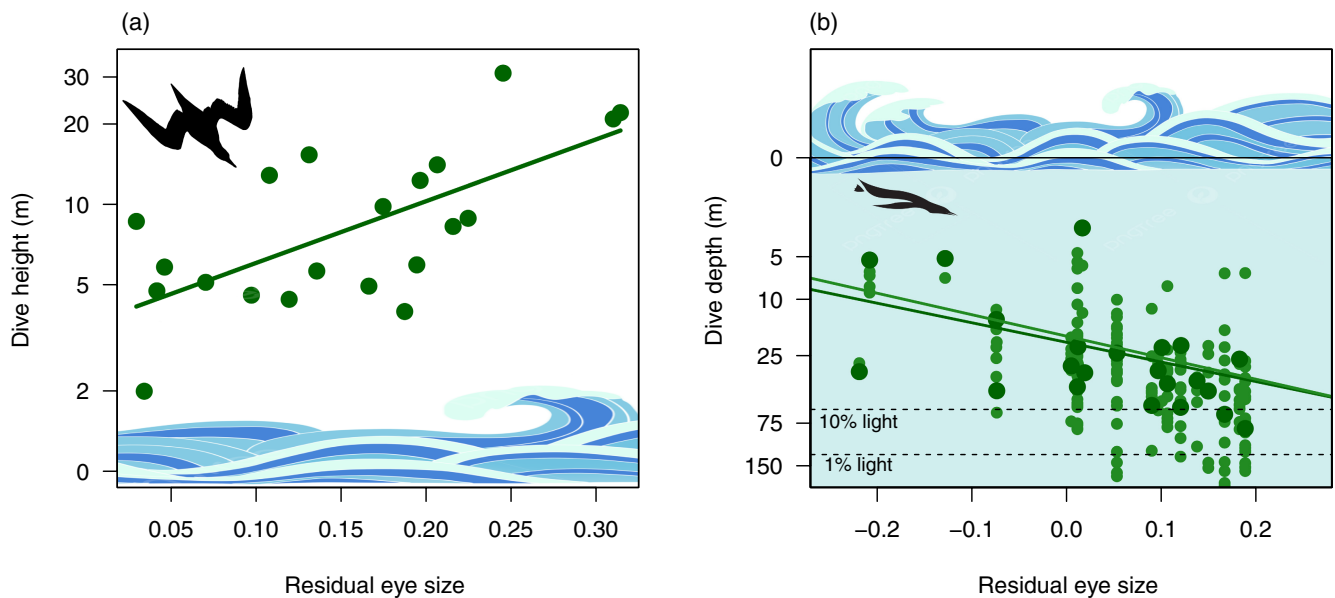 (a)
30
20
10
5
2
0
Dive height (m)
0.05 0.10 0.15 0.20 0.25 0.30
Residual eye size
(b)
0
5
10
25
75
150
Dive depth (m)
10% light
1% light
−0.2 −0.1 0.0 0.1 0.2
Residual eye size